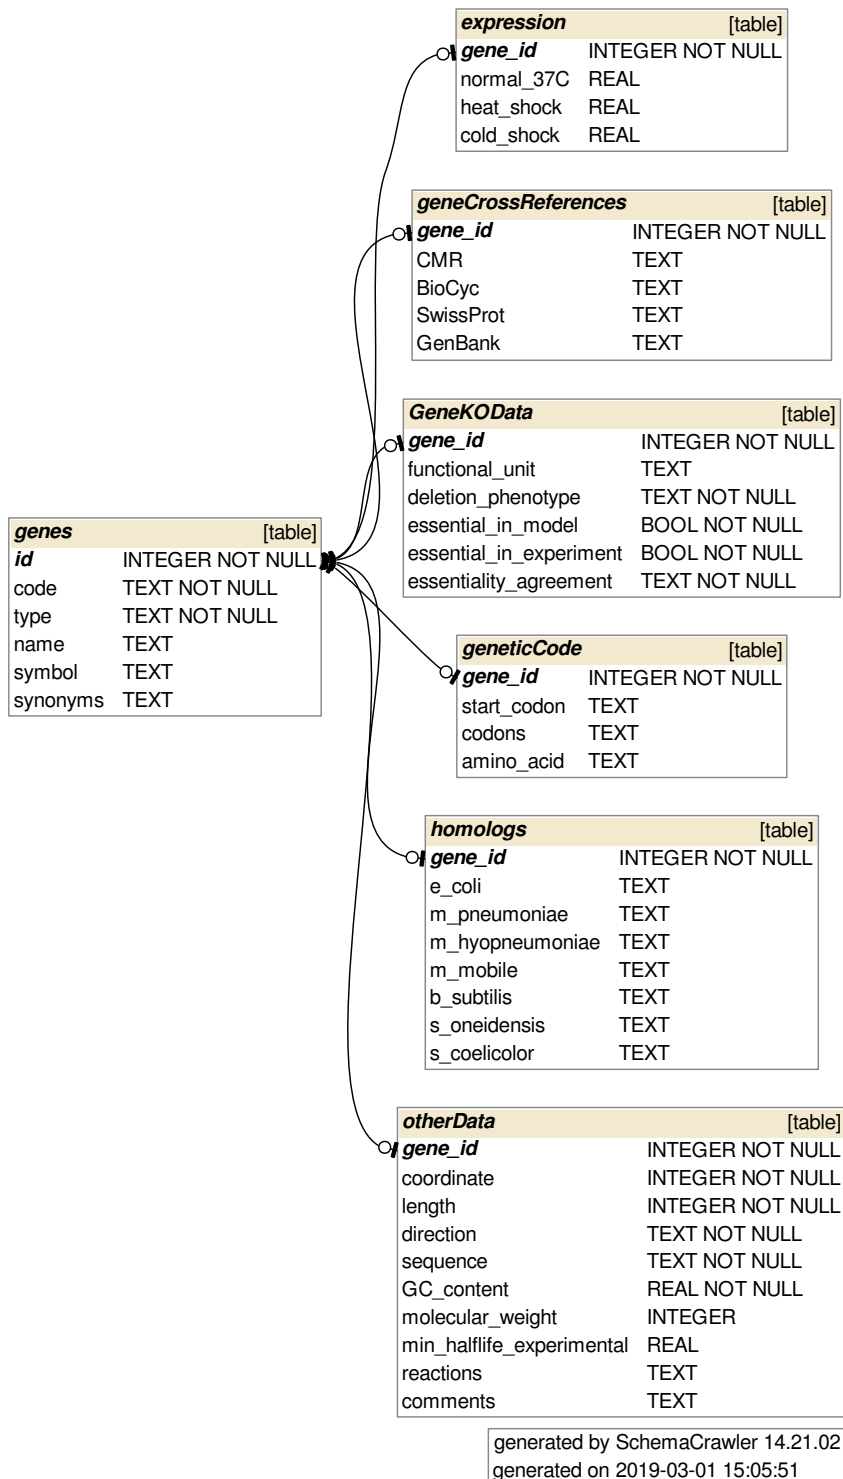 expression [table]
gene_id INTEGER NOT NULL
normal_37C REAL
heat_shock REAL
cold_shock REAL
geneCrossReferences [table]
gene_id INTEGER NOT NULL
CMR TEXT
BioCyc TEXT
SwissProt TEXT
GenBank TEXT
GeneKOData [table]
gene_id INTEGER NOT NULL
functional_unit TEXT
deletion_phenotype TEXT NOT NULL
essential_in_model BOOL NOT NULL
essential_in_experiment BOOL NOT NULL
essentiality_agreement TEXT NOT NULL
genes [table]
id INTEGER NOT NULL
code TEXT NOT NULL
type TEXT NOT NULL
name TEXT
symbol TEXT
synonyms TEXT
geneticCode [table]
gene_id INTEGER NOT NULL
start_codon TEXT
codons TEXT
amino_acid TEXT
homologs [table]
gene_id INTEGER NOT NULL
e_coli TEXT
m_pneumoniae TEXT
m_hyopneumoniae TEXT
m_mobile TEXT
b_subtilis TEXT
s_oneidensis TEXT
s_coelicolor TEXT
otherData [table]
gene_id INTEGER NOT NULL
coordinate INTEGER NOT NULL
length INTEGER NOT NULL
direction TEXT NOT NULL
sequence TEXT NOT NULL
GC_content REAL NOT NULL
molecular_weight INTEGER
min_halflife_experimental REAL
reactions TEXT
comments TEXT
generated by SchemaCrawler 14.21.02
generated on 2019-03-01 15:05:51